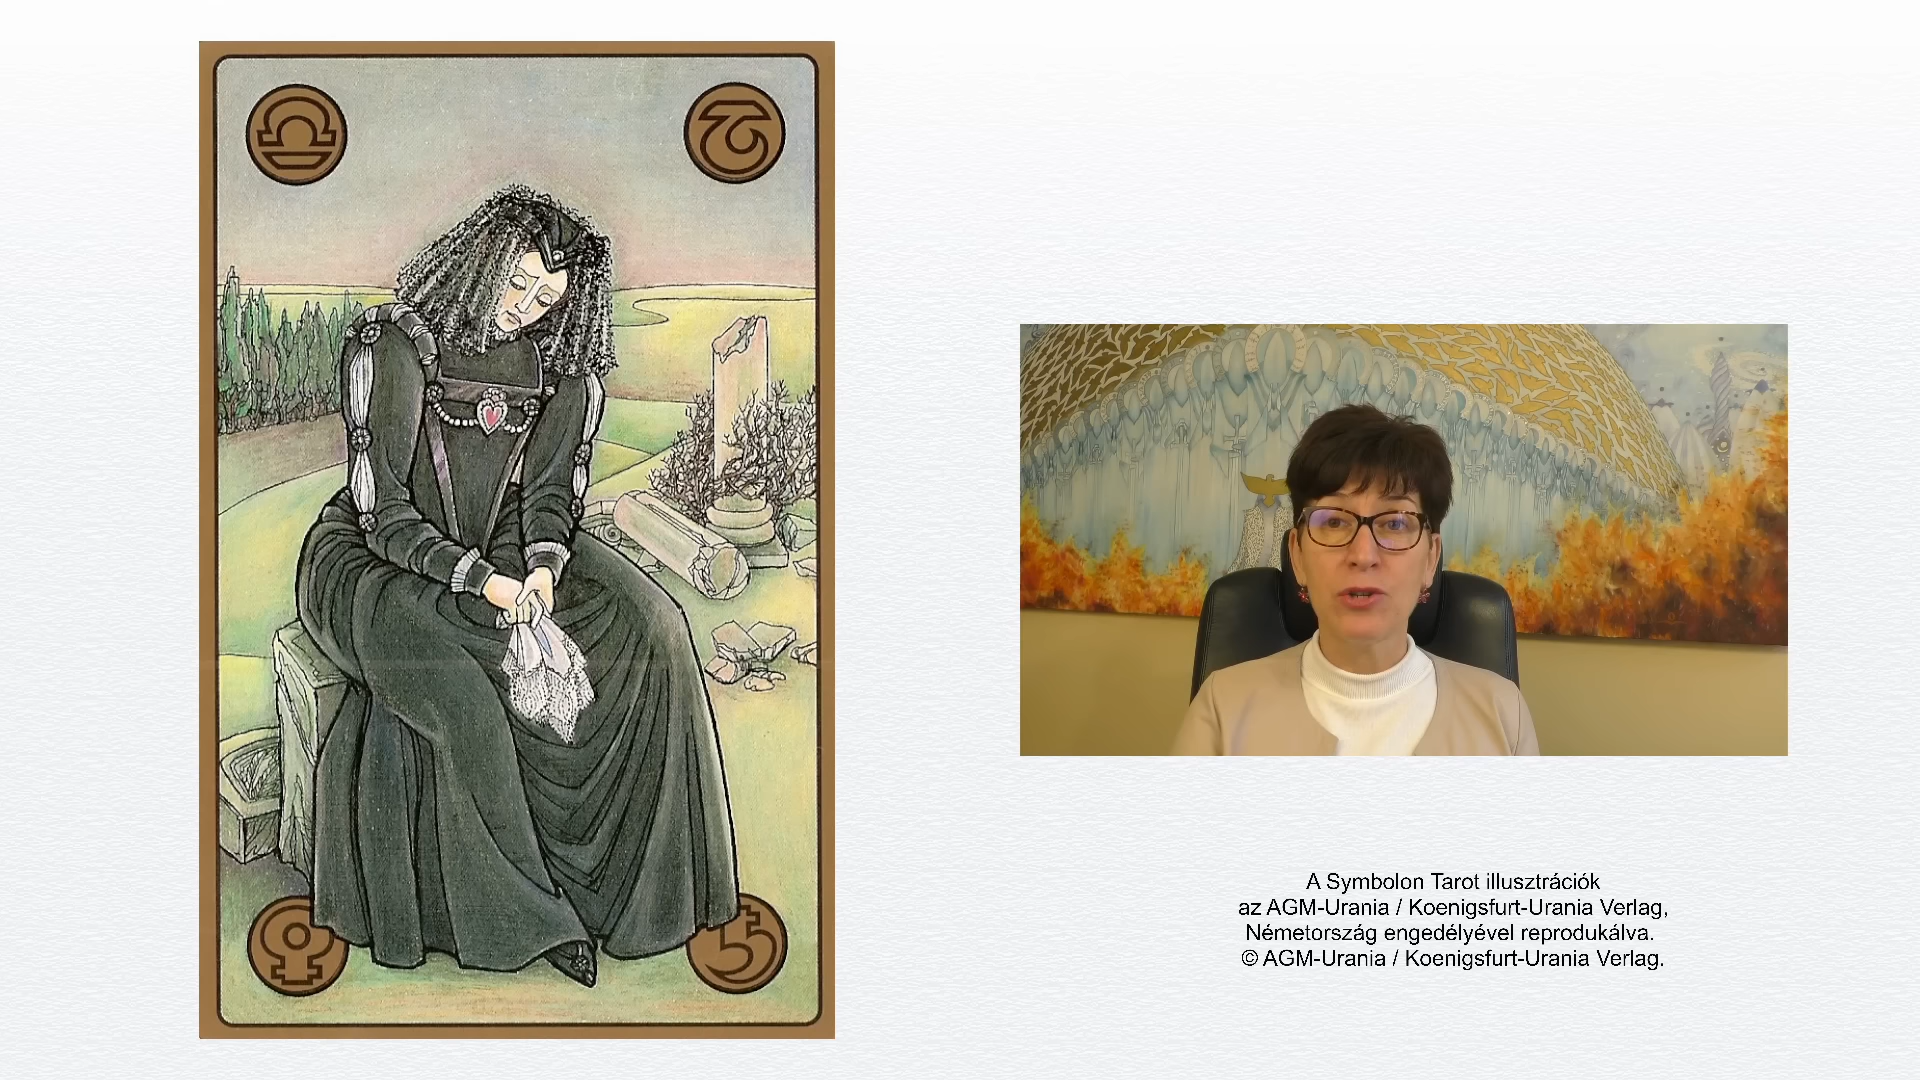 A Symbolon Tarot illusztrációk
az AGM-Urania / Koenigsfurt-Urania Verlag,
Németország engedélyével reprodukálva.
© AGM-Urania / Koenigsfurt-Urania Verlag.